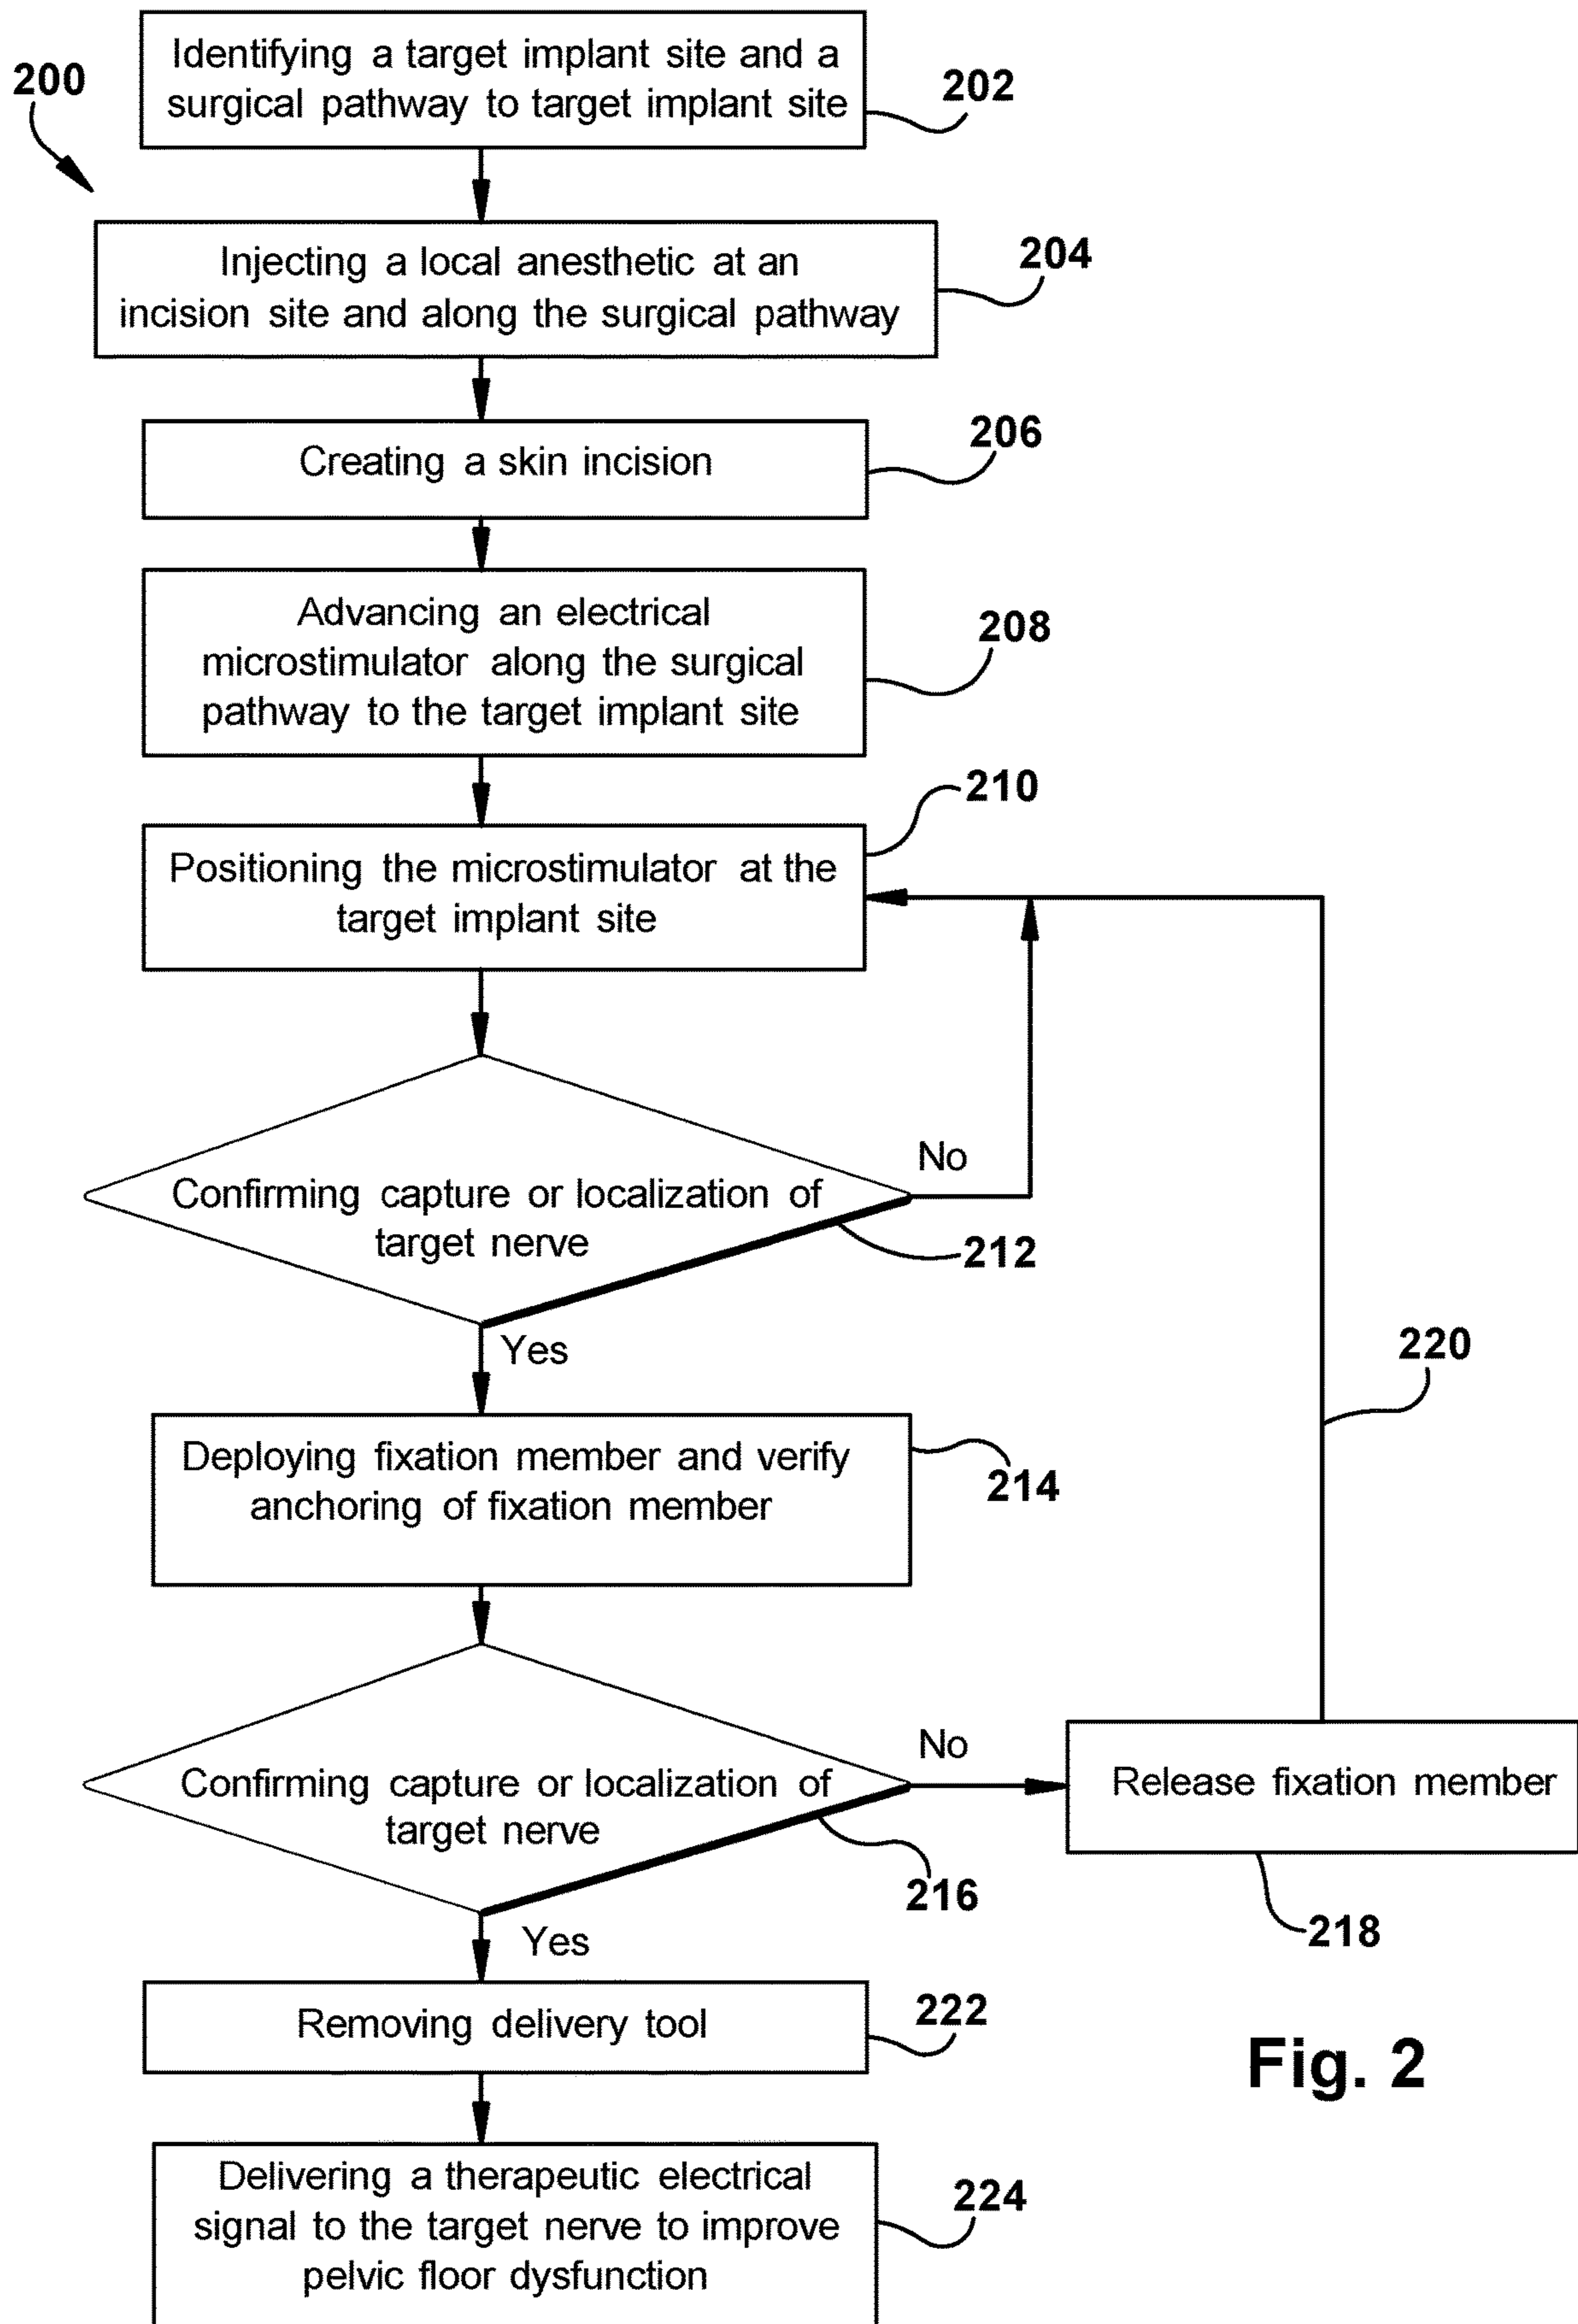 200
Identifying a target implant site and a
surgical pathway to target implant site
202
Injecting a local anesthetic at an
incision site and along the surgical pathway
204
Creating a skin incision
206
Advancing an electrical
microstimulator along the surgical
pathway to the target implant site
208
Positioning the microstimulator at the
target implant site
210
Confirming capture or localization of
target nerve
No
212
Yes
Deploying fixation member and verify
anchoring of fixation member
214
220
Confirming capture or localization of
target nerve
No
216
Release fixation member
218
Yes
Removing delivery tool
222
Delivering a therapeutic electrical
signal to the target nerve to improve
pelvic floor dysfunction
224
Fig. 2